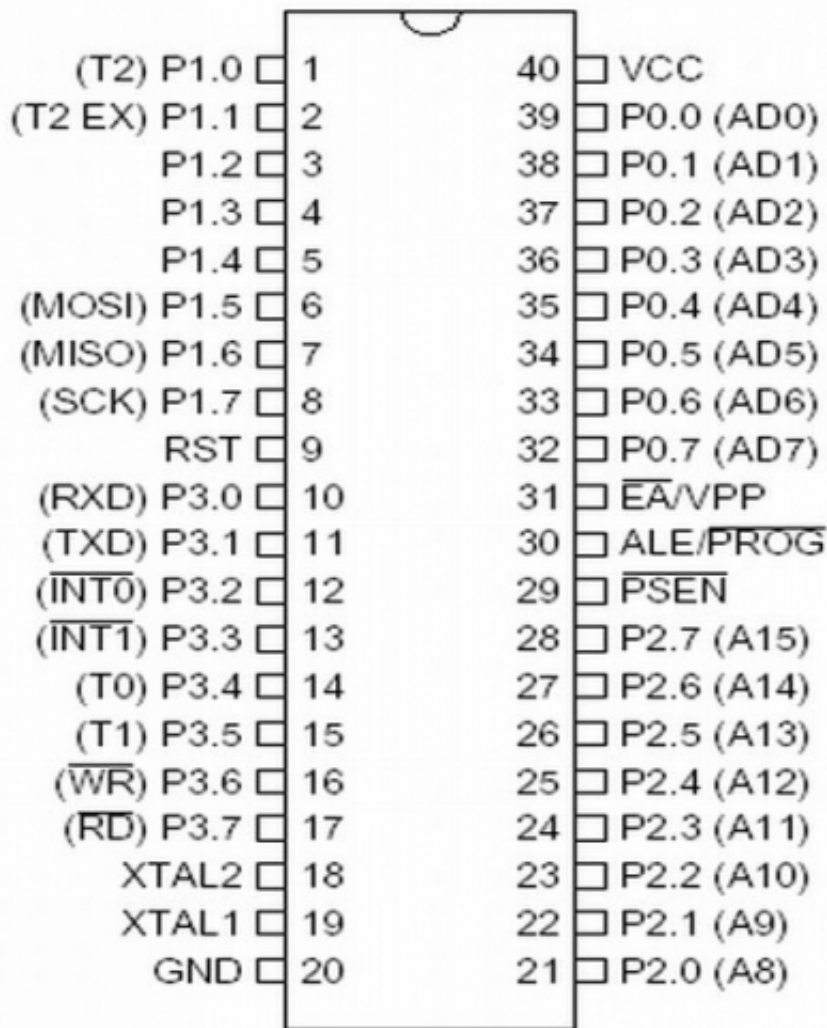 (T2) P1.0 1 40 VCC
(T2 EX) P1.1 2 39 P0.0 (AD0)
P1.2 3 38 P0.1 (AD1)
P1.3 4 37 P0.2 (AD2)
P1.4 5 36 P0.3 (AD3)
(MOSI) P1.5 6 35 P0.4 (AD4)
(MISO) P1.6 7 34 P0.5 (AD5)
(SCK) P1.7 8 33 P0.6 (AD6)
RST 9 32 P0.7 (AD7)
(RXD) P3.0 10 31 E̅A̅/VPP
(TXD) P3.1 11 30 ALE/P̅R̅O̅G̅
(I̅N̅T̅0̅) P3.2 12 29 P̅S̅E̅N̅
(I̅N̅T̅1̅) P3.3 13 28 P2.7 (A15)
(T0) P3.4 14 27 P2.6 (A14)
(T1) P3.5 15 26 P2.5 (A13)
(W̅R̅) P3.6 16 25 P2.4 (A12)
(R̅D̅) P3.7 17 24 P2.3 (A11)
XTAL2 18 23 P2.2 (A10)
XTAL1 19 22 P2.1 (A9)
GND 20 21 P2.0 (A8)